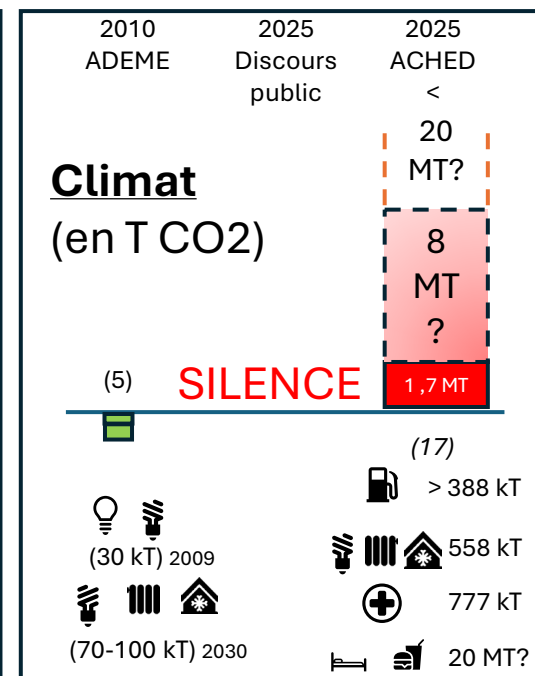 2010 2025 2025
ADEME Discours ACHED
public <
20
MT?
Climat
(en T CO2)
8
MT
?
(5) SILENCE 1 ,7 MT
(17)
> 388 kT
(30 kT) 2009 558 kT
777 kT
(70-100 kT) 2030 20 MT?